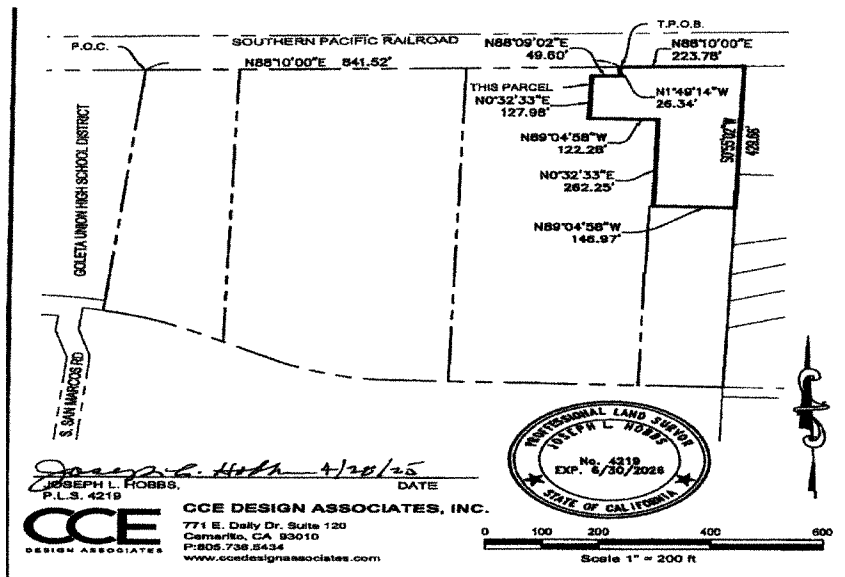 T.P.O.B.
P.O.C.
SOUTHERN PACIFIC RAILROAD
N88°09'02"E
49.60'
N88°10'00"E
223.78'
N88°10'00"E 841.52'
THIS PARCEL
N0°32'33"E
127.98'
N1°49'14"W
26.34'
N89°04'58"W
122.28'
S0°55'02"W
429.66'
N0°32'33"E
262.25'
N89°04'58"W
146.97'
GOLETA UNION HIGH SCHOOL DISTRICT
S. SAN MARCOS RD
PROFESSIONAL LAND SURVOR
JOSEPH L. HOBBS
No. 4219
EXP. 6/30/2026
STATE OF CALIFORNIA
4/28/25
JOSEPH L. HOBBS, DATE
P.L.S. 4219
CCE
DESIGN ASSOCIATES
CCE DESIGN ASSOCIATES, INC.
771 E. Daily Dr. Suite 120
Camarillo, CA 93010
P:805.738.5434
www.ccedesignassociates.com
0 100 200 400 600
Scale 1" = 200 ft